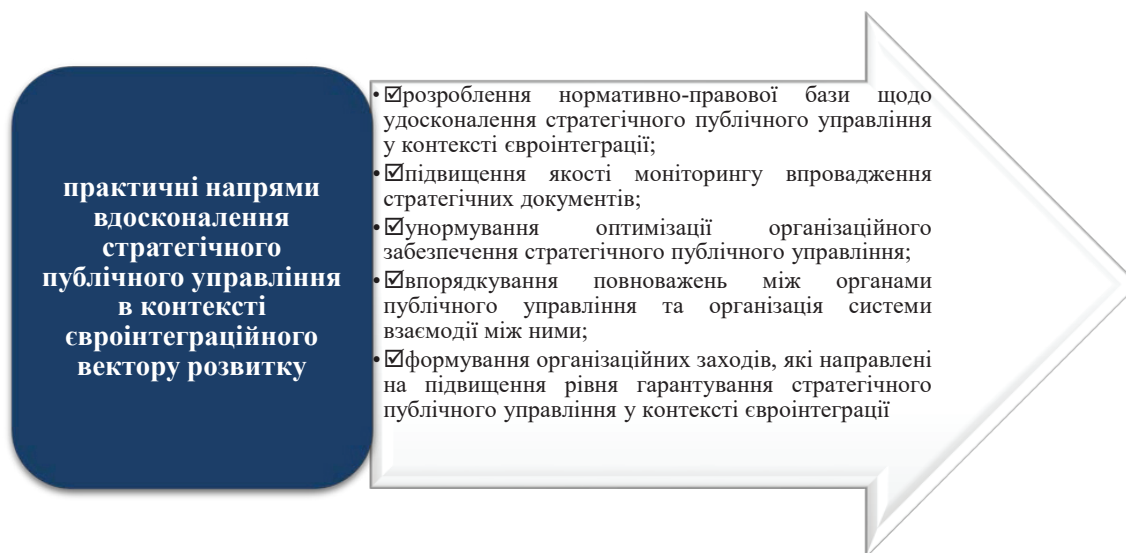 практичні напрями
вдосконалення
стратегічного
публічного управління
в контексті
євроінтеграційного
вектору розвитку
• ☑розроблення нормативно-правової бази щодо
удосконалення стратегічного публічного управління
у контексті євроінтеграції;
• ☑підвищення якості моніторингу впровадження
стратегічних документів;
• ☑унормування оптимізації організаційного
забезпечення стратегічного публічного управління;
• ☑впорядкування повноважень між органами
публічного управління та організація системи
взаємодії між ними;
• ☑формування організаційних заходів, які направлені
на підвищення рівня гарантування стратегічного
публічного управління у контексті євроінтеграції